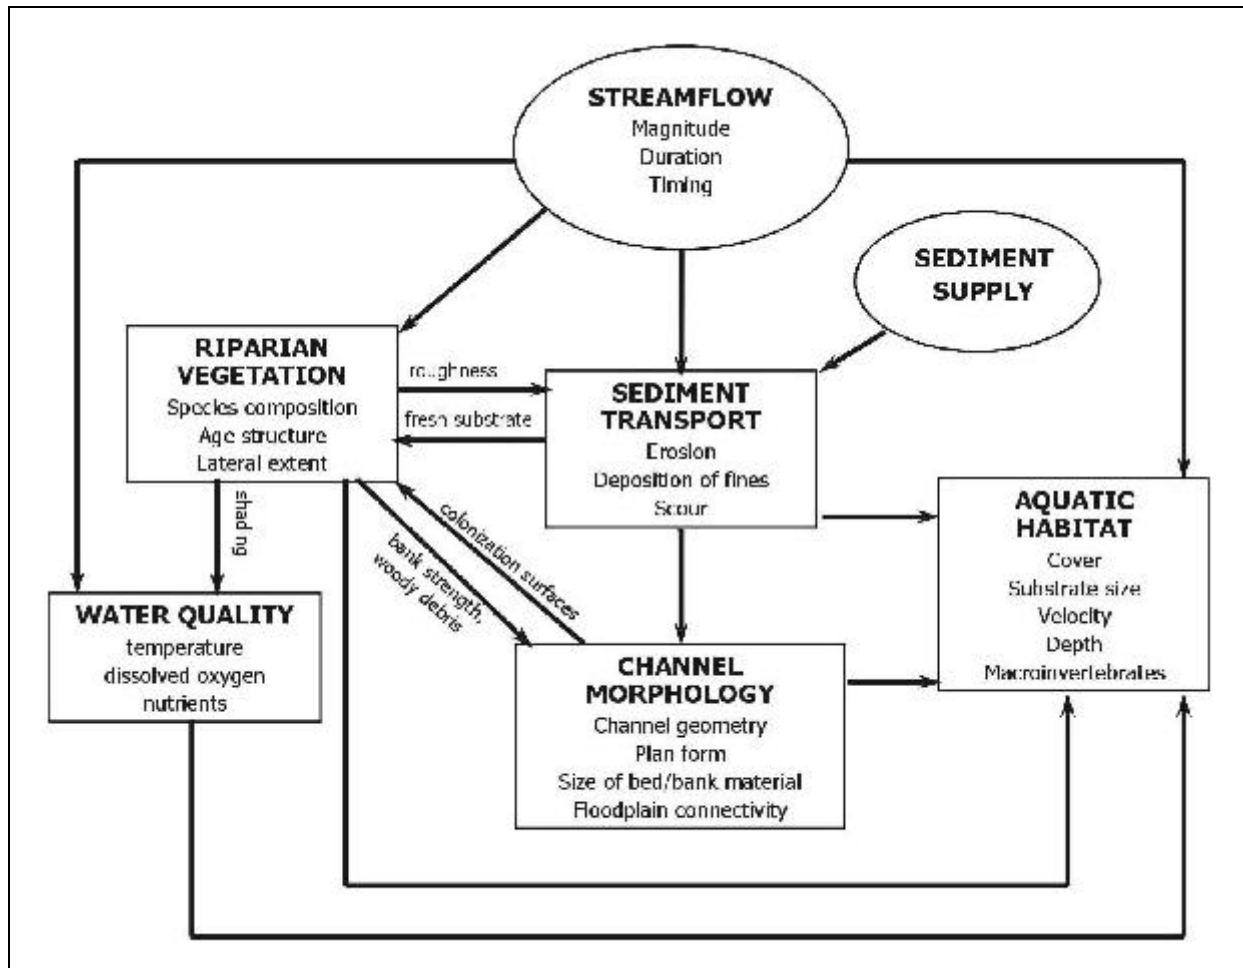 STREAMFLOW
Magnitude
Duration
Timing
SEDIMENT
SUPPLY
RIPARIAN
VEGETATION
Species composition
Age structure
Lateral extent
roughness
fresh substrate
SEDIMENT
TRANSPORT
Erosion
Deposition of fines
Scour
shading
colonization surfaces
bank strength,
woody debris
AQUATIC
HABITAT
Cover
Substrate size
Velocity
Depth
Macroinvertebrates
WATER QUALITY
temperature
dissolved oxygen
nutrients
CHANNEL
MORPHOLOGY
Channel geometry
Plan form
Size of bed/bank material
Floodplain connectivity